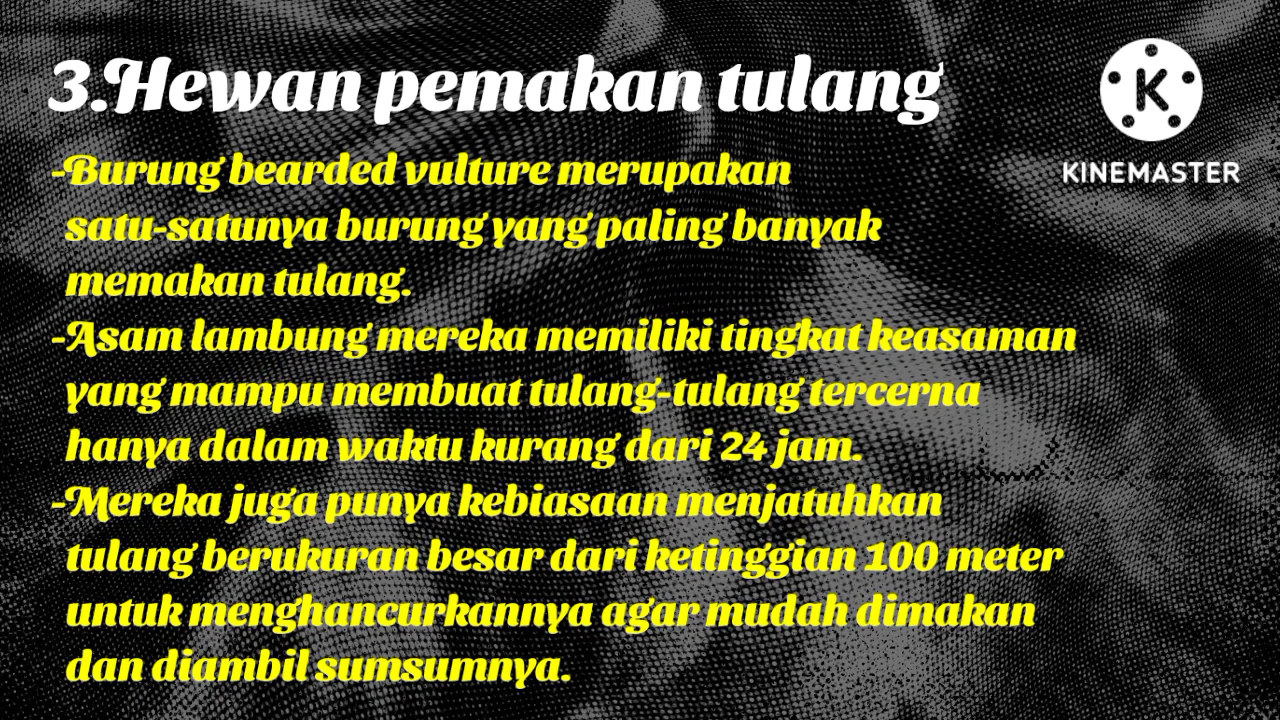 3.Hewan pemakan tulang
KINEMASTER
-Burung bearded vulture merupakan
satu-satunya burung yang paling banyak
memakan tulang.
-Asam lambung mereka memiliki tingkat keasaman
yang mampu membuat tulang-tulang tercerna
hanya dalam waktu kurang dari 24 jam.
-Mereka juga punya kebiasaan menjatuhkan
tulang berukuran besar dari ketinggian 100 meter
untuk menghancurkannya agar mudah dimakan
dan diambil sumsumnya.